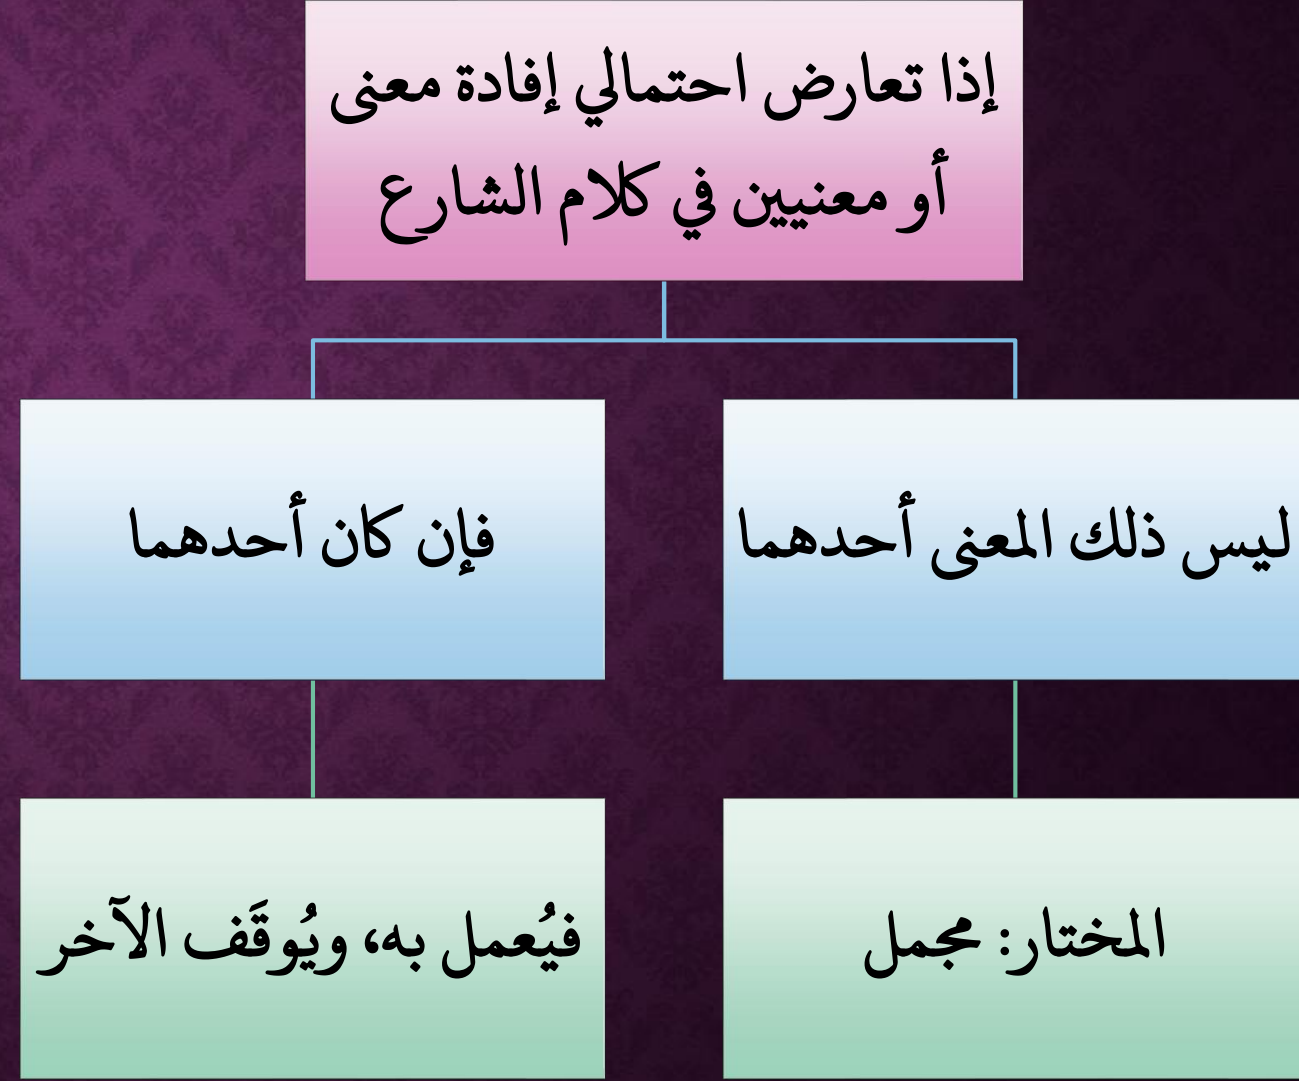 إذا تعارض احتمالي إفادة معنى
أو معنيين في كلام الشارع
ليس ذلك المعنى أحدهما
فإن كان أحدهما
المختار: مجمل
فيُعمل به، ويُوقَف الآخر